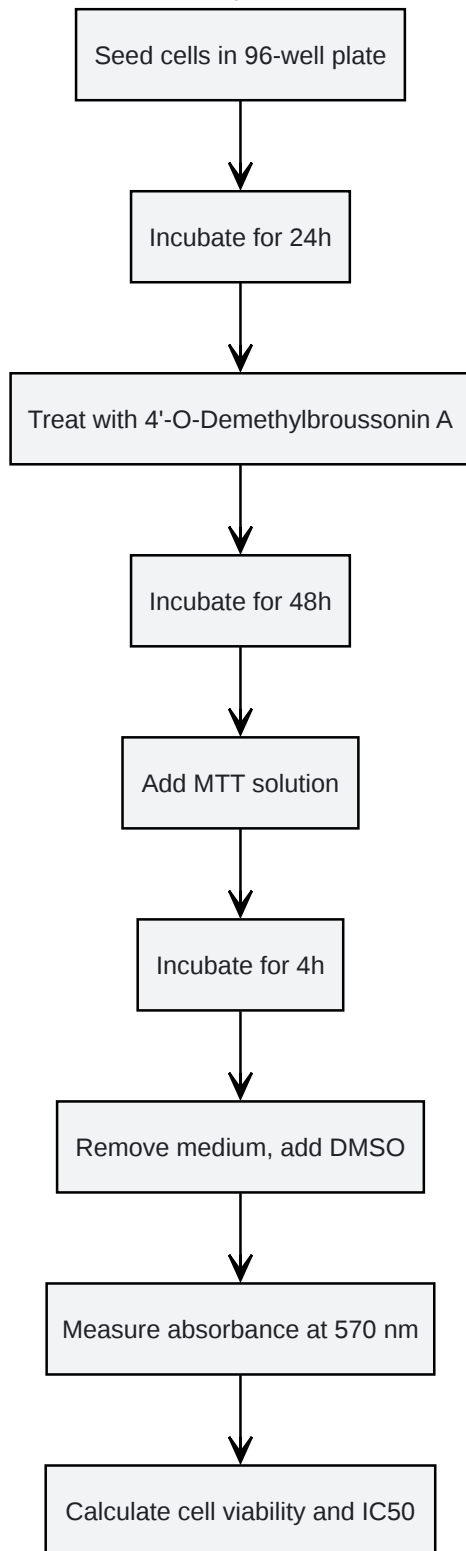 Seed cells in 96-well plate
Incubate for 24h
Treat with 4'-O-Demethylbroussonin A
Incubate for 48h
Add MTT solution
Incubate for 4h
Remove medium, add DMSO
Measure absorbance at 570 nm
Calculate cell viability and IC50